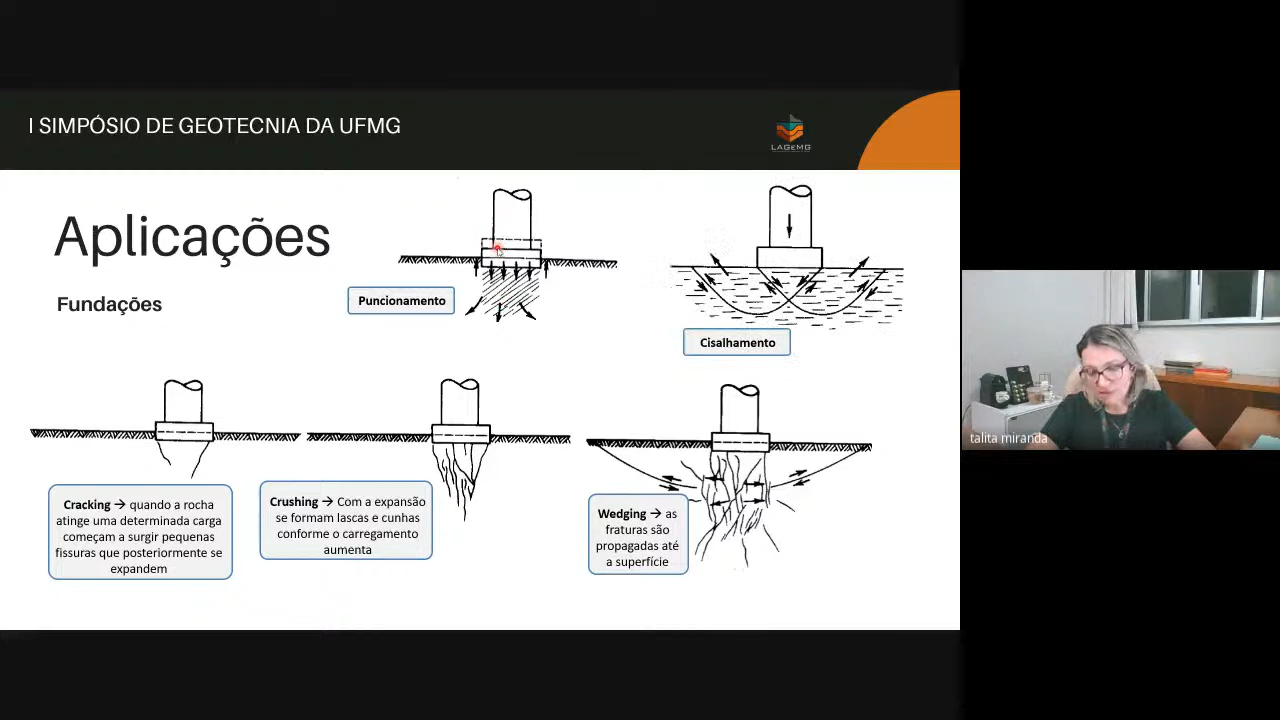 I SIMPÓSIO DE GEOTECNIA DA UFMG
LAGEMG
Aplicações
Fundações
Puncionamento
Cisalhamento
Cracking → quando a rocha
atinge uma determinada carga
começam a surgir pequenas
fissuras que posteriormente se
expandem
Crushing → Com a expansão
se formam lascas e cunhas
conforme o carregamento
aumenta
Wedging → as
fraturas são
propagadas até
a superfície
talita miranda